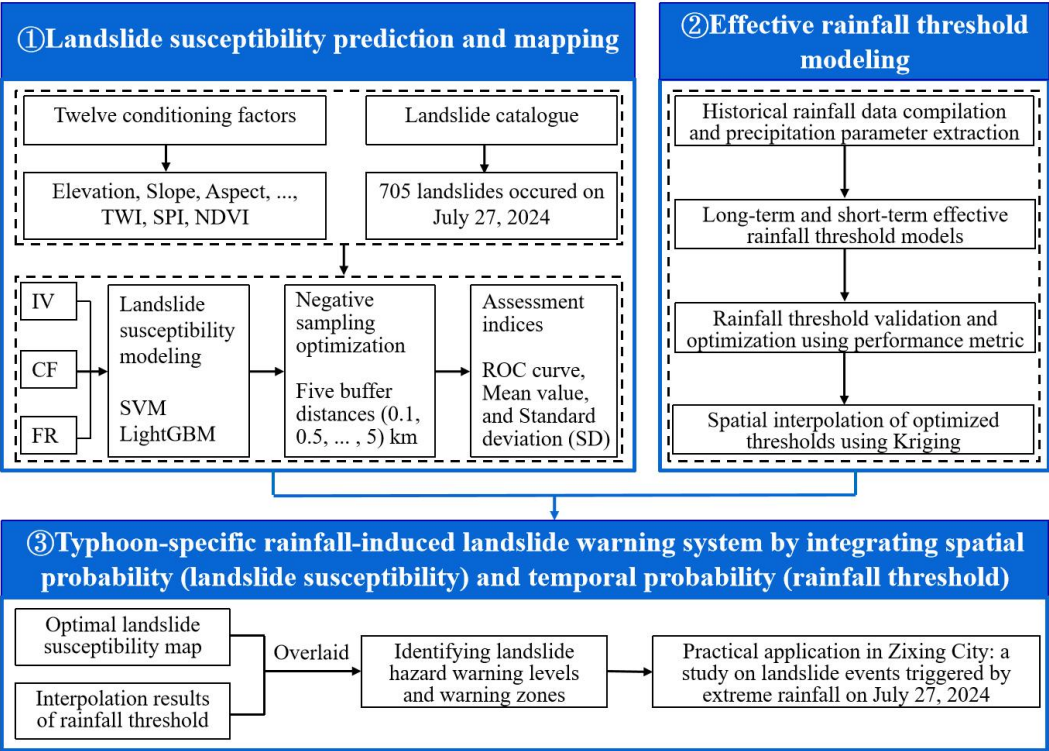 ①Landslide susceptibility prediction and mapping
Twelve conditioning factors
Landslide catalogue
Elevation, Slope, Aspect, ...,
TWI, SPI, NDVI
705 landslides occured on
July 27, 2024
IV
CF
FR
Landslide
susceptibility
modeling
SVM
LightGBM
Negative
sampling
optimization
Five buffer
distances (0.1,
0.5, ... , 5) km
Assessment
indices
ROC curve,
Mean value,
and Standard
deviation (SD)
②Effective rainfall threshold
modeling
Historical rainfall data compilation
and precipitation parameter extraction
Long-term and short-term effective
rainfall threshold models
Rainfall threshold validation and
optimization using performance metric
Spatial interpolation of optimized
thresholds using Kriging
③Typhoon-specific rainfall-induced landslide warning system by integrating spatial
probability (landslide susceptibility) and temporal probability (rainfall threshold)
Optimal landslide
susceptibility map
Interpolation results
of rainfall threshold
Overlaid
Identifying landslide
hazard warning levels
and warning zones
Practical application in Zixing City: a
study on landslide events triggered by
extreme rainfall on July 27, 2024